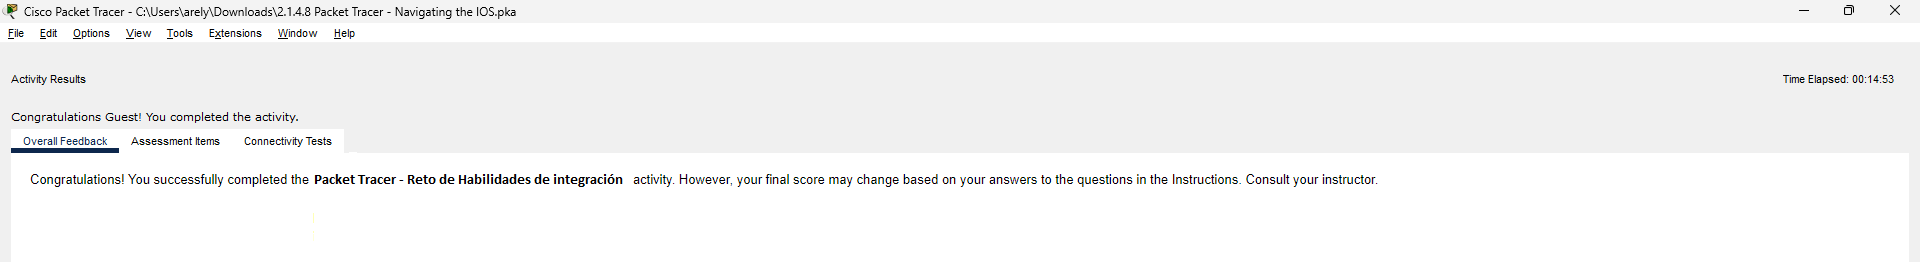 Cisco Packet Tracer - C:\Users\arely\Downloads\2.1.4.8 Packet Tracer - Navigating the IOS.pka
File Edit Options View Tools Extensions Window Help
Activity Results Time Elapsed: 00:14:53
Congratulations Guest! You completed the activity.
Overall Feedback Assessment Items Connectivity Tests
Congratulations! You successfully completed the Packet Tracer - Reto de Habilidades de integración activity. However, your final score may change based on your answers to the questions in the Instructions. Consult your instructor.